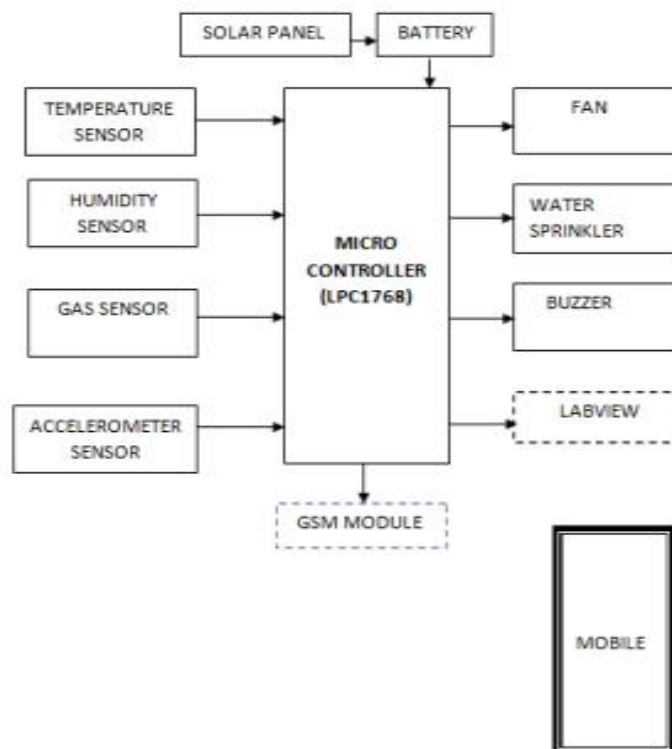 SOLAR PANEL
BATTERY
TEMPERATURE
SENSOR
HUMIDITY
SENSOR
GAS SENSOR
ACCELEROMETER
SENSOR
MICRO
CONTROLLER
(LPC1768)
FAN
WATER
SPRINKLER
BUZZER
LABVIEW
GSM MODULE
MOBILE